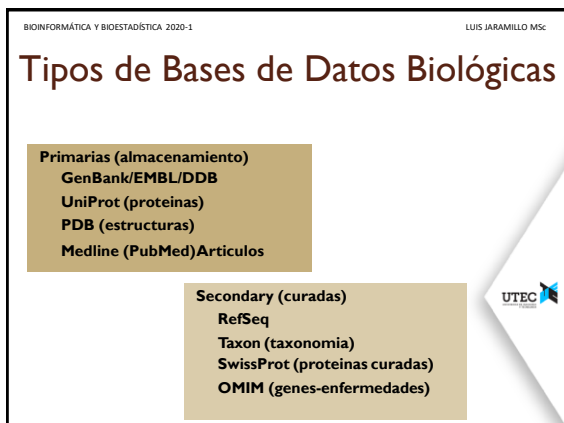 BIOINFORMÁTICA Y BIOESTADÍSTICA 2020-1
LUIS JARAMILLO MSc
Tipos de Bases de Datos Biológicas
Primarias (almacenamiento)
GenBank/EMBL/DDB
UniProt (proteinas)
PDB (estructuras)
Medline (PubMed)Articulos
Secondary (curadas)
RefSeq
Taxon (taxonomia)
SwissProt (proteinas curadas)
OMIM (genes-enfermedades)
UTEC